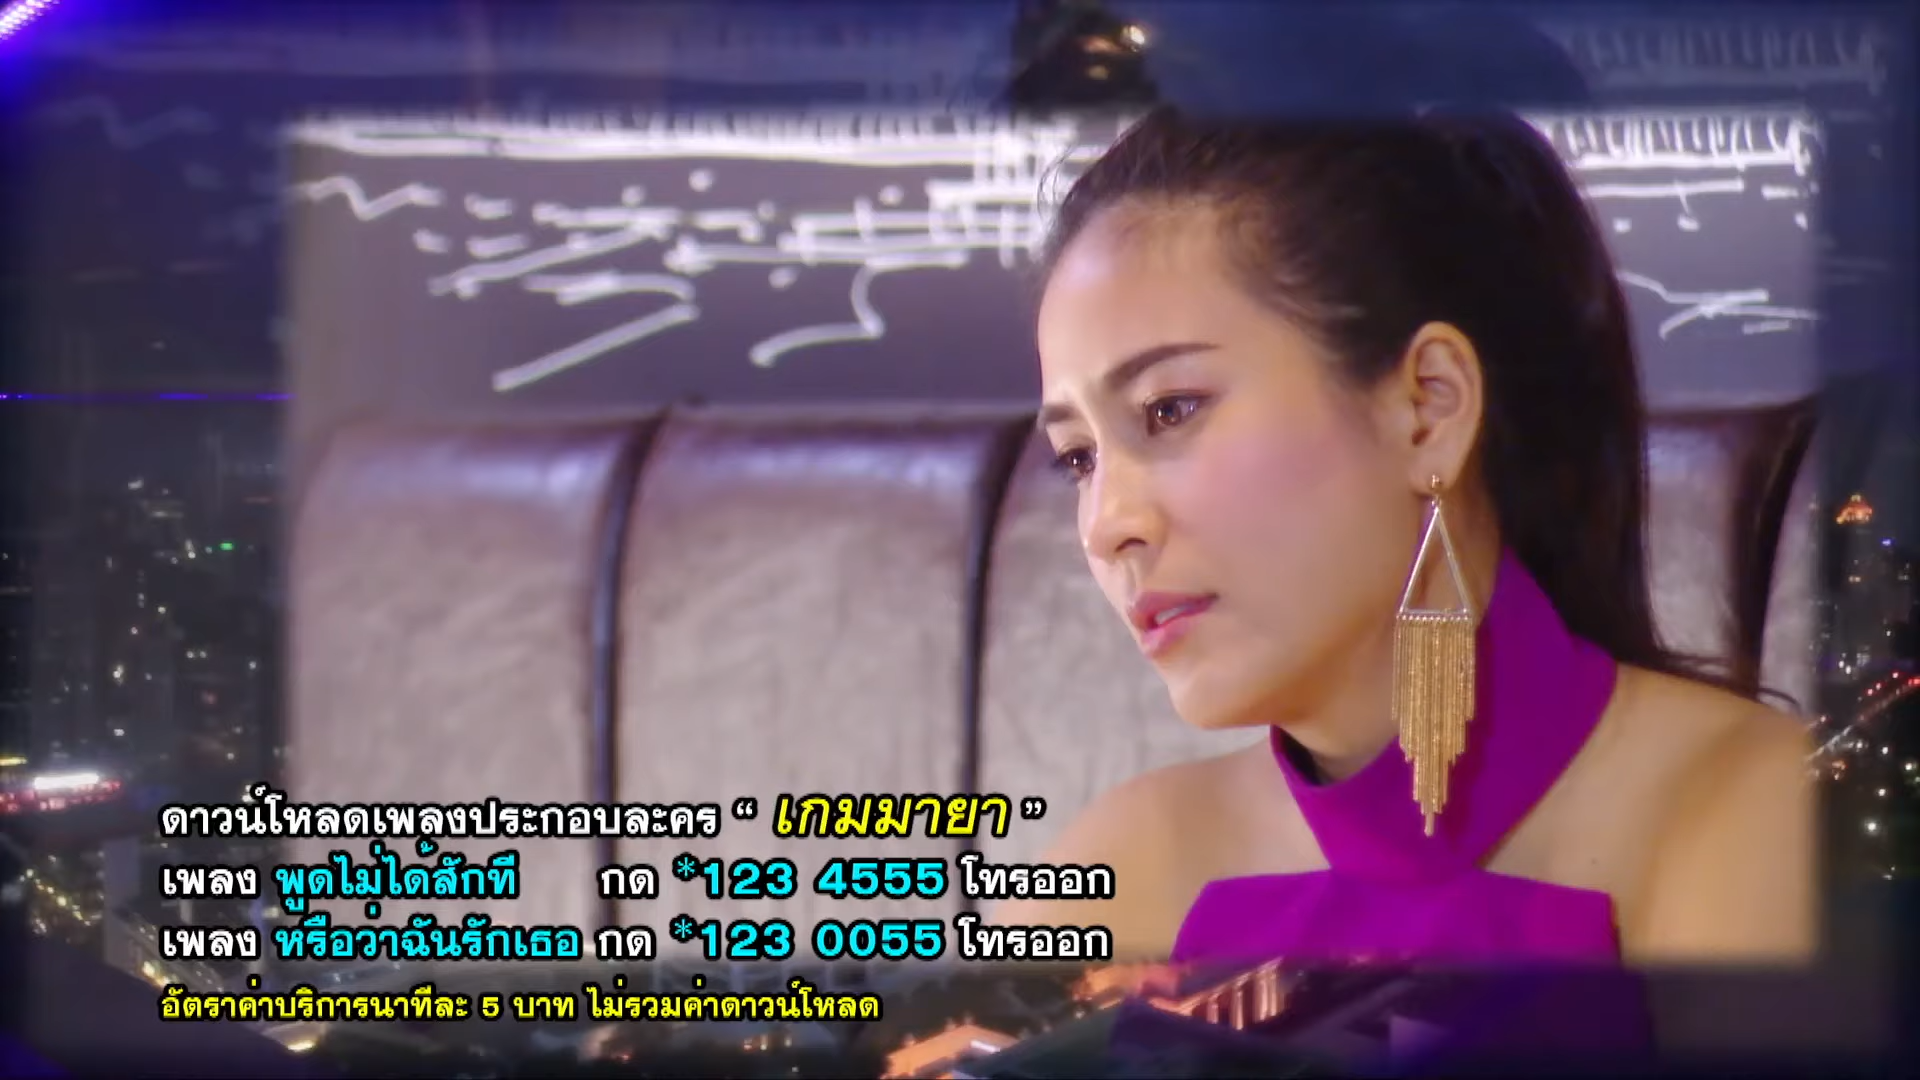 ดาวน์โหลดเพลงประกอบละคร “ เกมมายา ”
เพลง พูดไม่ได้สักที กด *123 4555 โทรออก
เพลง หรือว่าฉันรักเธอ กด *123 0055 โทรออก
อัตราค่าบริการนาทีละ 5 บาท ไม่รวมค่าดาวน์โหลด